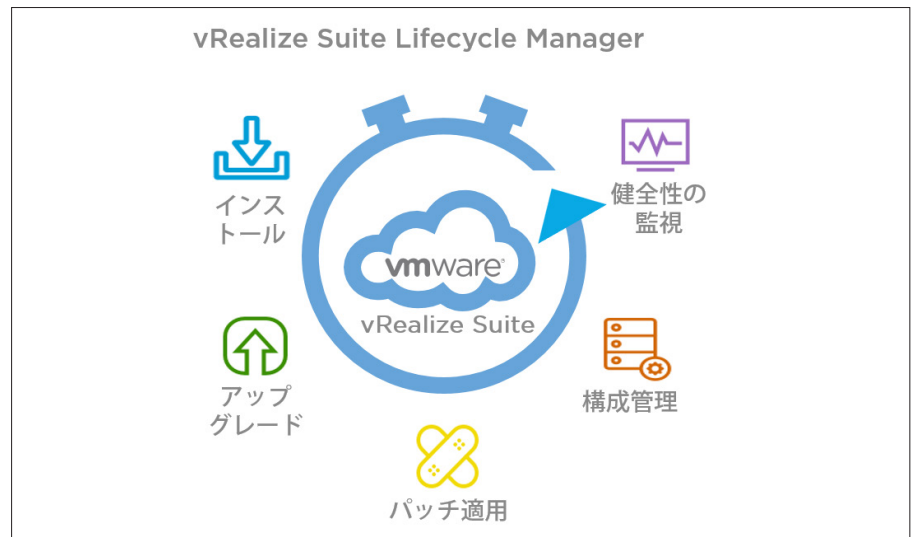 vRealize Suite Lifecycle Manager
インス
トール
健全性の
監視
vmware®
vRealize Suite
アップ
グレード
構成管理
パッチ適用